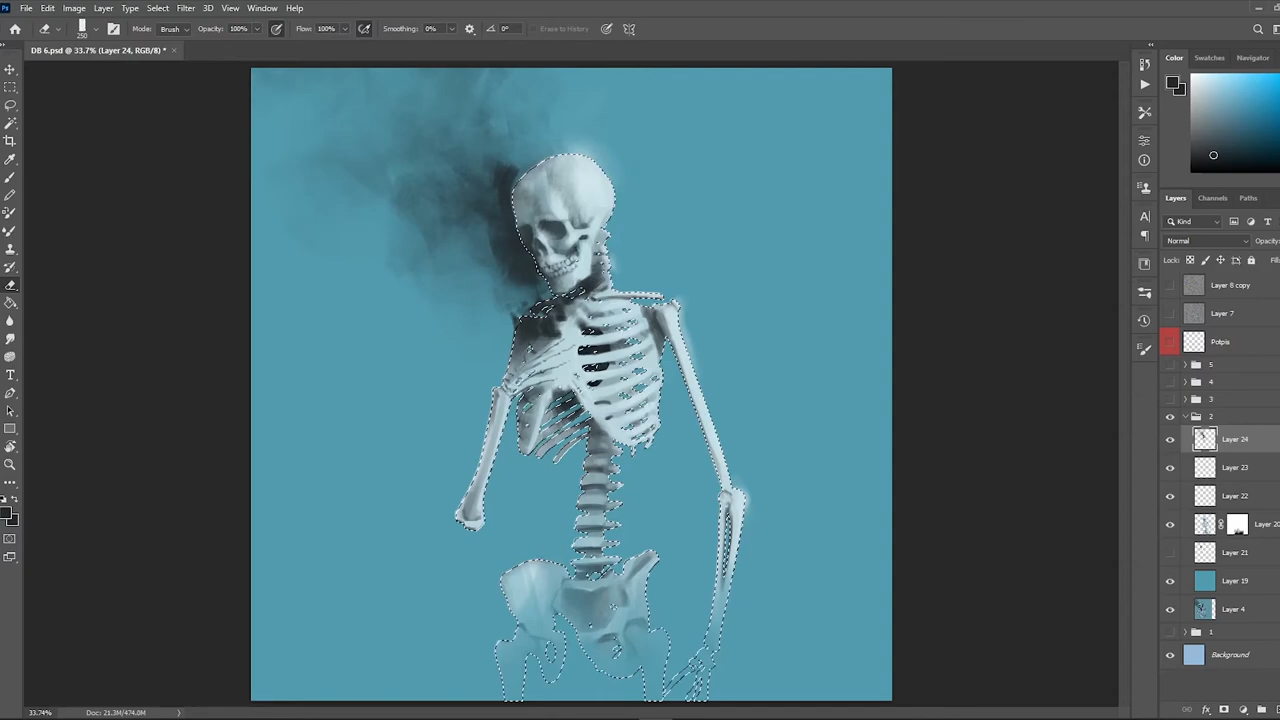 Ps File Edit Image Layer Type Select Filter 3D View Window Help
250 Mode: Brush Opacity: 100% Flow: 100% Smoothing: 0% 0° Erase to History
DB 6.psd @ 33.7% (Layer 24, RGB/8) *
Color Swatches Navigator
Layers Channels Paths
Kind
Normal Opacity:
Lock:
Layer 8 copy
Layer 7
Potpis
5
4
3
2
Layer 24
Layer 23
Layer 22
Layer 20
Layer 21
Layer 19
Layer 4
1
Background
33.74% Doc: 21.3M/474.0M